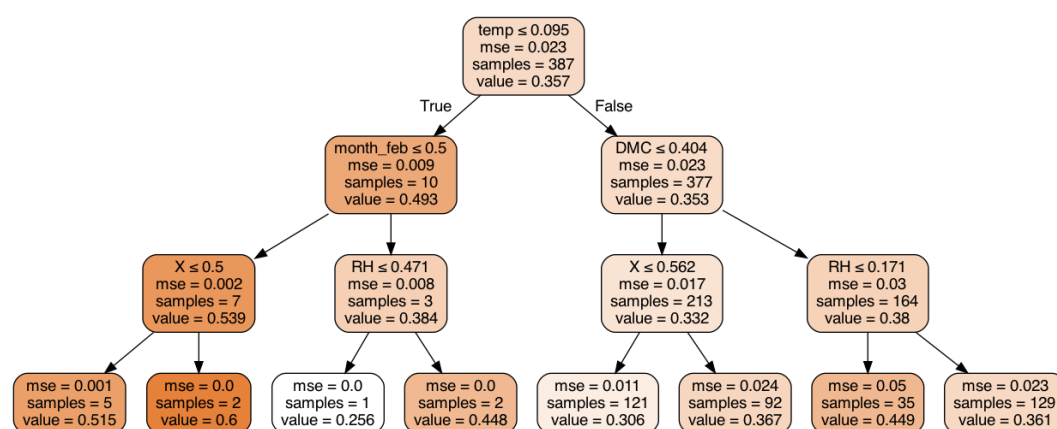 temp ≤ 0.095
mse = 0.023
samples = 387
value = 0.357
True
False
month_feb ≤ 0.5
mse = 0.009
samples = 10
value = 0.493
DMC ≤ 0.404
mse = 0.023
samples = 377
value = 0.353
X ≤ 0.5
mse = 0.002
samples = 7
value = 0.539
RH ≤ 0.471
mse = 0.008
samples = 3
value = 0.384
X ≤ 0.562
mse = 0.017
samples = 213
value = 0.332
RH ≤ 0.171
mse = 0.03
samples = 164
value = 0.38
mse = 0.001
samples = 5
value = 0.515
mse = 0.0
samples = 2
value = 0.6
mse = 0.0
samples = 1
value = 0.256
mse = 0.0
samples = 2
value = 0.448
mse = 0.011
samples = 121
value = 0.306
mse = 0.024
samples = 92
value = 0.367
mse = 0.05
samples = 35
value = 0.449
mse = 0.023
samples = 129
value = 0.361